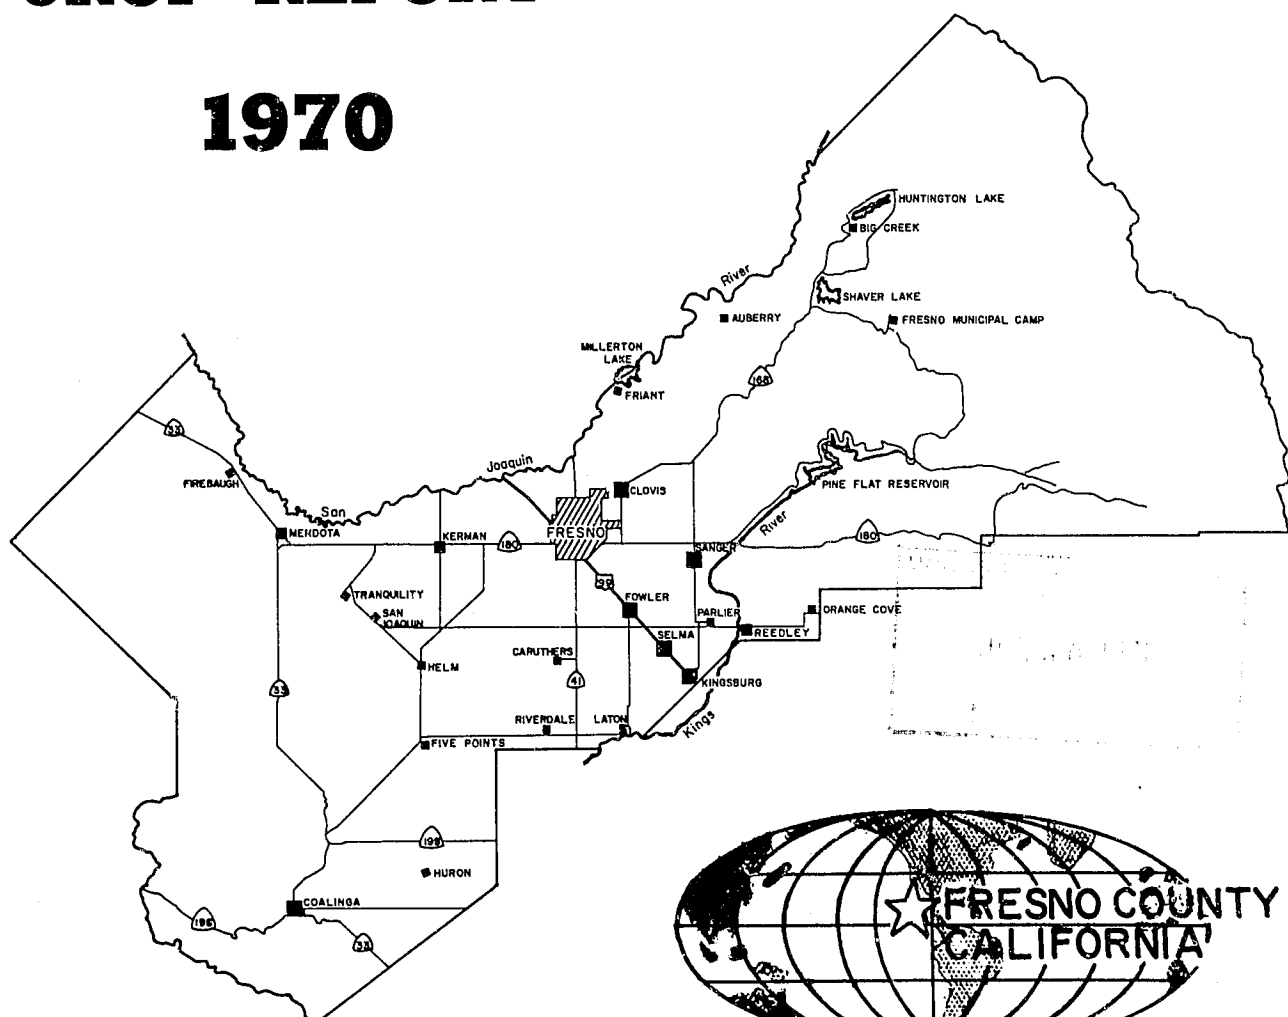 CROP REPORT
1970
HUNTINGTON LAKE
BIG CREEK
River
SHAVER LAKE
AUBERRY
FRESNO MUNICIPAL CAMP
MILLERTON
LAKE
168
FRIANT
33
Joaquin
FIREBAUGH
CLOVIS
PINE FLAT RESERVOIR
San
River
MENDOTA
KERMAN
FRESNO
180
180
SANGER
99
TRANQUILITY
FOWLER
SAN
JOAQUIN
PARLIER
ORANGE COVE
REEDLEY
SELMA
CARUTHERS
HELM
41
KINGSBURG
33
RIVERDALE
LATON
Kings
FIVE POINTS
198
HURON
COALINGA
198
33
FRESNO COUNTY
CALIFORNIA